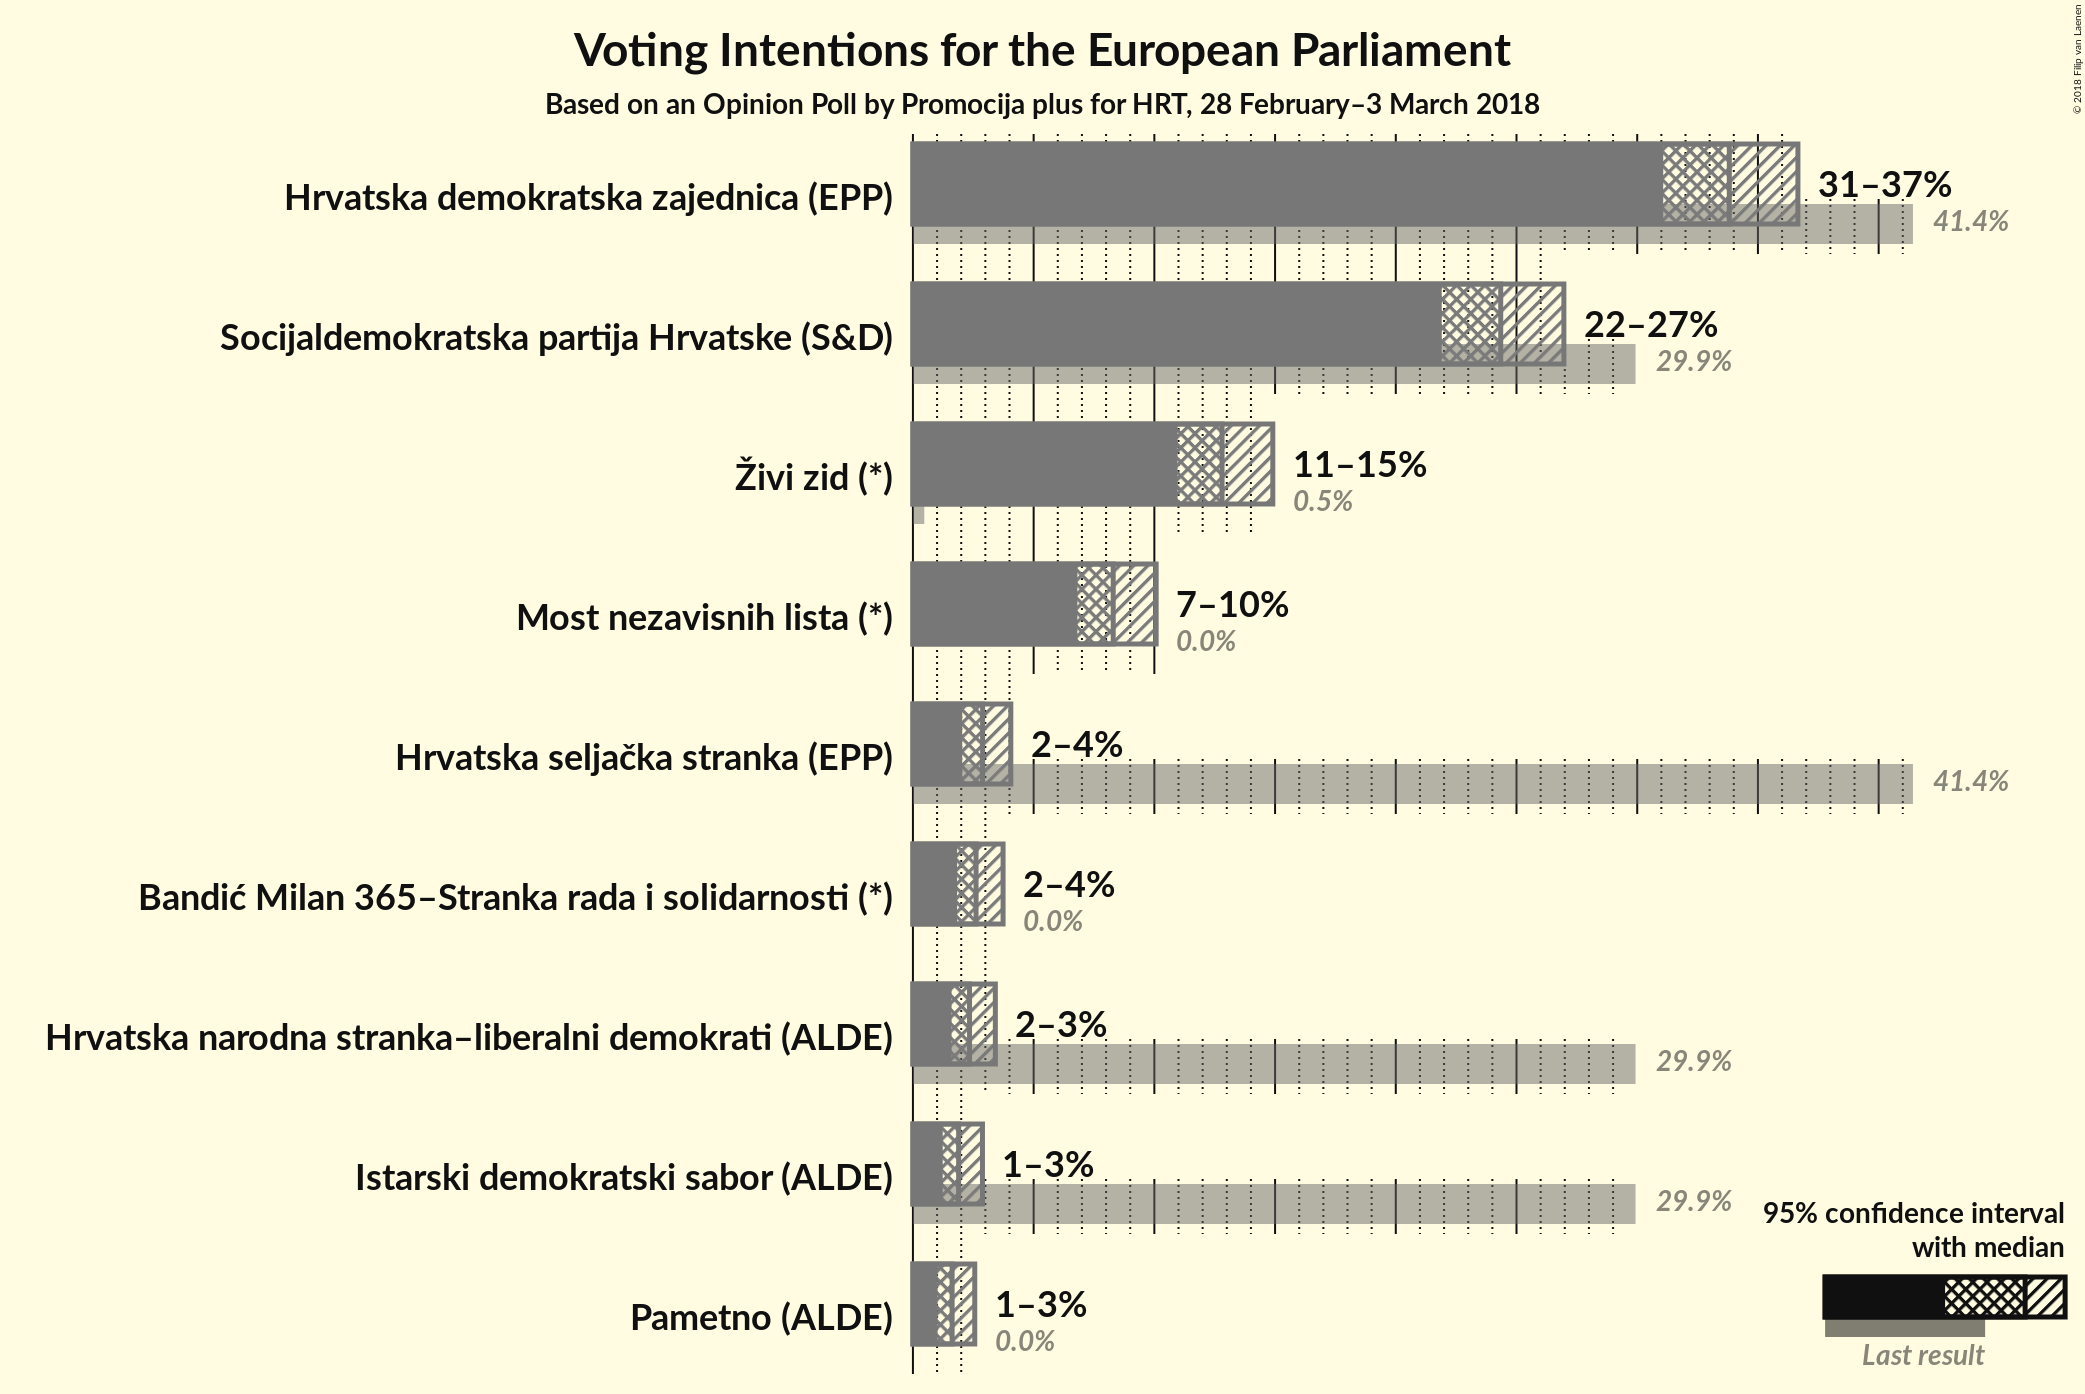 Voting Intentions for the European Parliament
Based on an Opinion Poll by Promocija plus for HRT, 28 February–3 March 2018
© 2018 Filip van Laenen
Hrvatska demokratska zajednica (EPP)
31–37%
41.4%
Socijaldemokratska partija Hrvatske (S&D)
22–27%
29.9%
Živi zid (*)
11–15%
0.5%
Most nezavisnih lista (*)
7–10%
0.0%
Hrvatska seljačka stranka (EPP)
2–4%
41.4%
Bandić Milan 365–Stranka rada i solidarnosti (*)
2–4%
0.0%
Hrvatska narodna stranka–liberalni demokrati (ALDE)
2–3%
29.9%
Istarski demokratski sabor (ALDE)
1–3%
29.9%
Pametno (ALDE)
1–3%
0.0%
95% confidence interval
with median
Last result